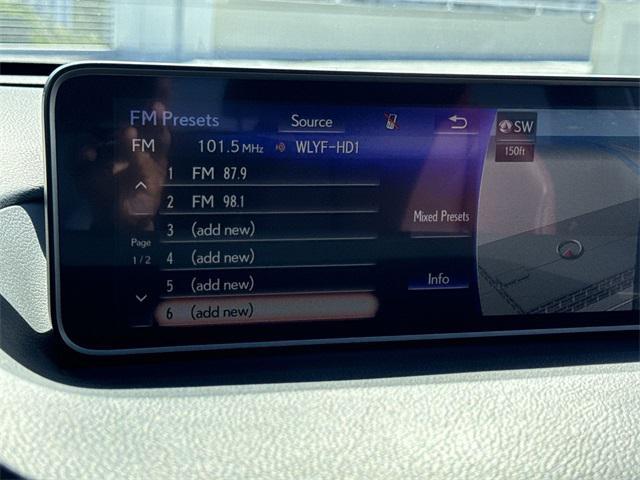 FM Presets Source
SW
FM 101.5 MHz WLYF-HD1
150ft
1 FM 87.9
2 FM 98.1
Mixed Presets
3 (add new)
Page
4 (add new)
1/2
5 (add new)
Info
6 (add new)